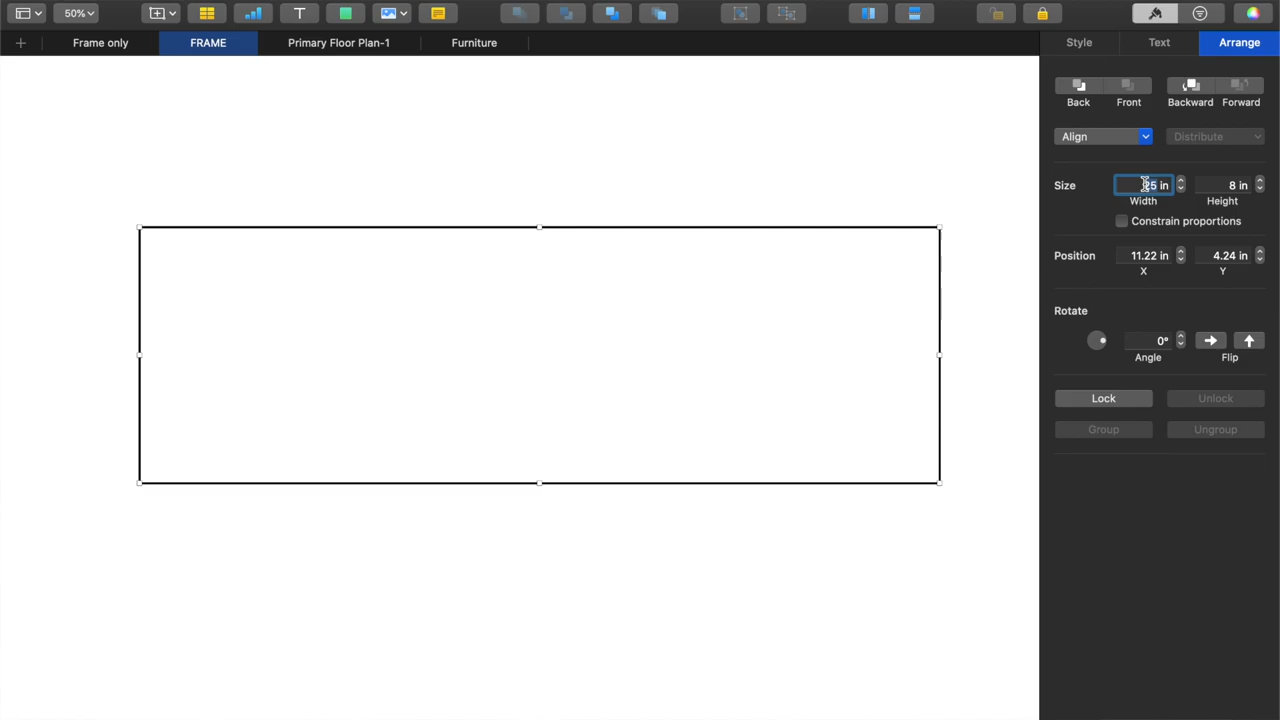 50%
T
Frame only
FRAME
Primary Floor Plan-1
Furniture
Style
Text
Arrange
Back
Front
Backward
Forward
Align
Distribute
Size
25 in
8 in
Width
Height
Constrain proportions
Position
11.22 in
4.24 in
X
Y
Rotate
0°
Angle
Flip
Lock
Unlock
Group
Ungroup